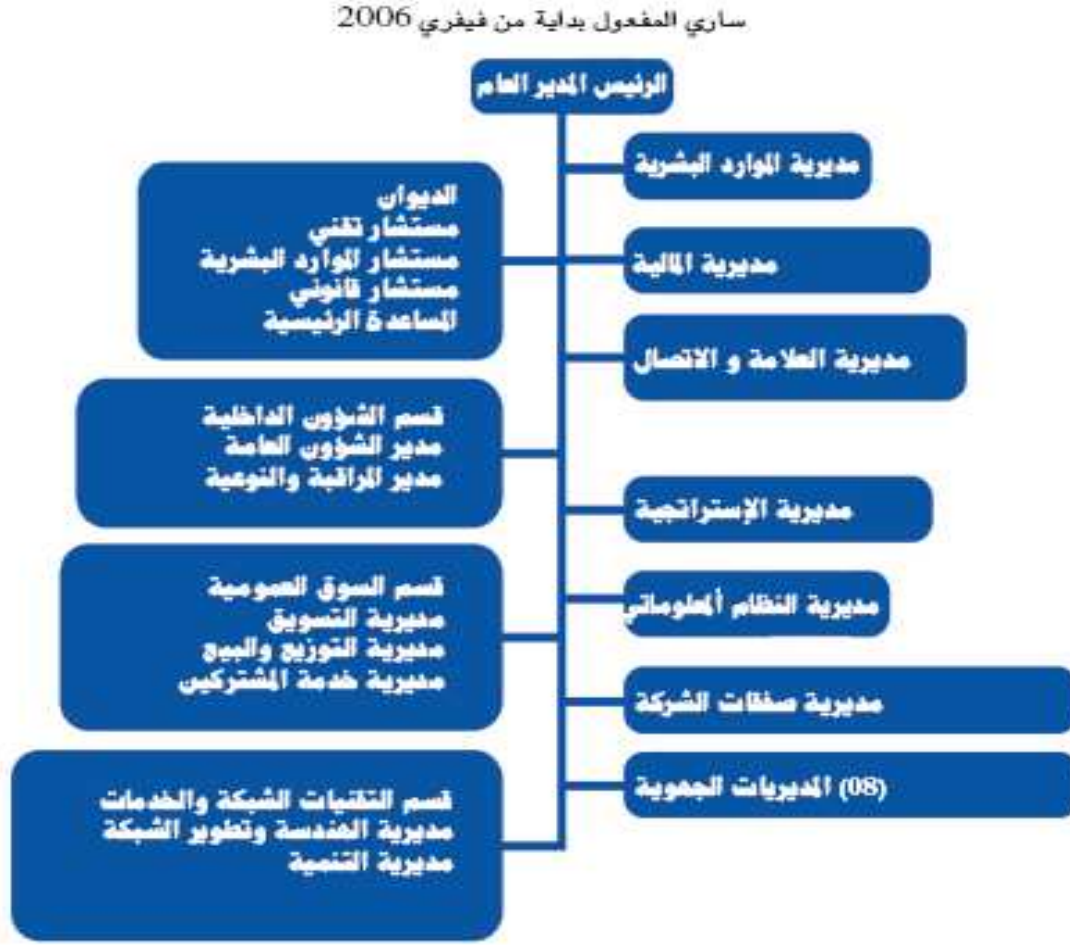 ساري المفعول بداية من فيفري 2006
الرئيس المدير العام
مديرية الموارد البشرية
مديرية المالية
مديرية العلامة و الاتصال
مديرية الإستراتجية
مديرية النظام ألمعلوماتي
مديرية صفقات الشركة
(08) المديريات الجهوية
الديوان
مستشار تقني
مستشار الموارد البشرية
مستشار قانوني
المساعدة الرئيسية
قسم الشؤون الداخلية
مدير الشؤون العامة
مدير المراقبة والنوعية
قسم السوق العمومية
مديرية التسويق
مديرية التوزيع والبيع
مديرية خدمة المشتركين
قسم التقنيات الشبكة والخدمات
مديرية الهندسة وتطوير الشبكة
مديرية التنمية